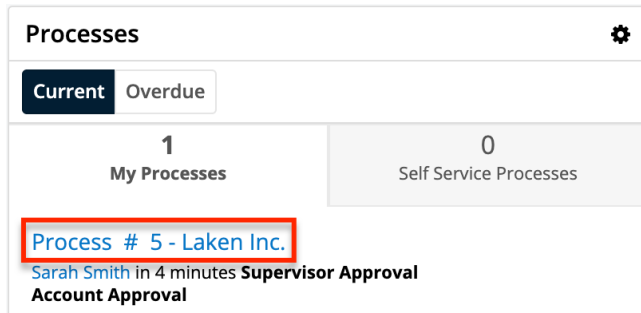 Processes
Current Overdue
1 0
My Processes Self Service Processes
Process # 5 - Laken Inc.
Sarah Smith in 4 minutes Supervisor Approval
Account Approval